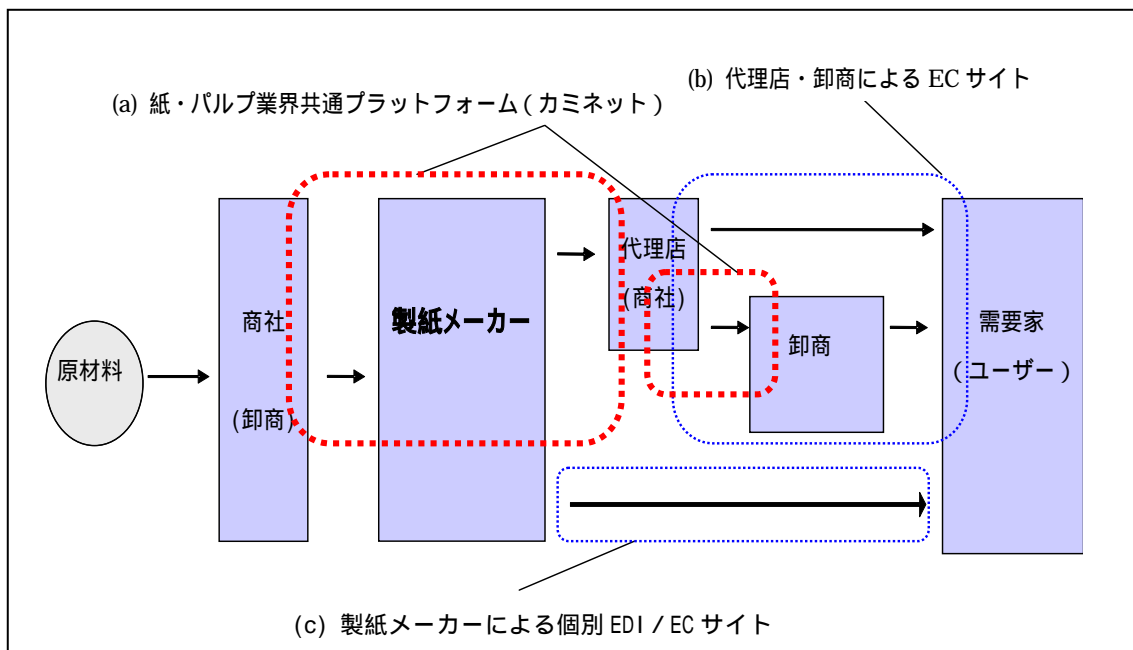 (b) 代理店・卸商による EC サイト
(a) 紙・パルプ業界共通プラットフォーム(カミネット)
原材料
商社
(卸商)
製紙メーカー
代理店
(商社)
卸商
需要家
(ユーザー)
(c) 製紙メーカーによる個別 EDI/EC サイト